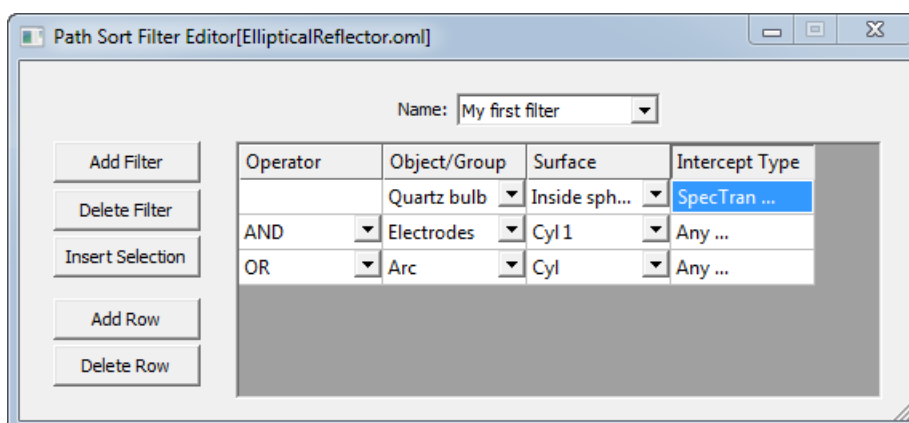 Path Sort Filter Editor[EllipticalReflector.oml]
Name: My first filter
Add Filter
Delete Filter
Insert Selection
Add Row
Delete Row
Operator Object/Group Surface Intercept Type
Quartz bulb Inside sph... SpecTran ...
AND Electrodes Cyl 1 Any ...
OR Arc Cyl Any ...